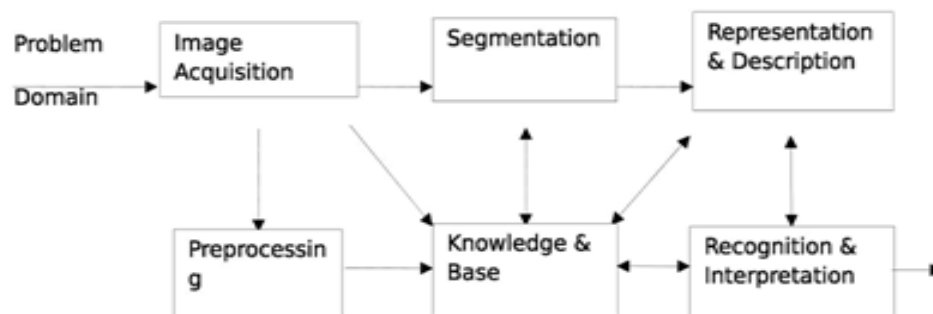 Problem
Domain
Image
Acquisition
Segmentation
Representation
& Description
Preprocessin
g
Knowledge &
Base
Recognition &
Interpretation